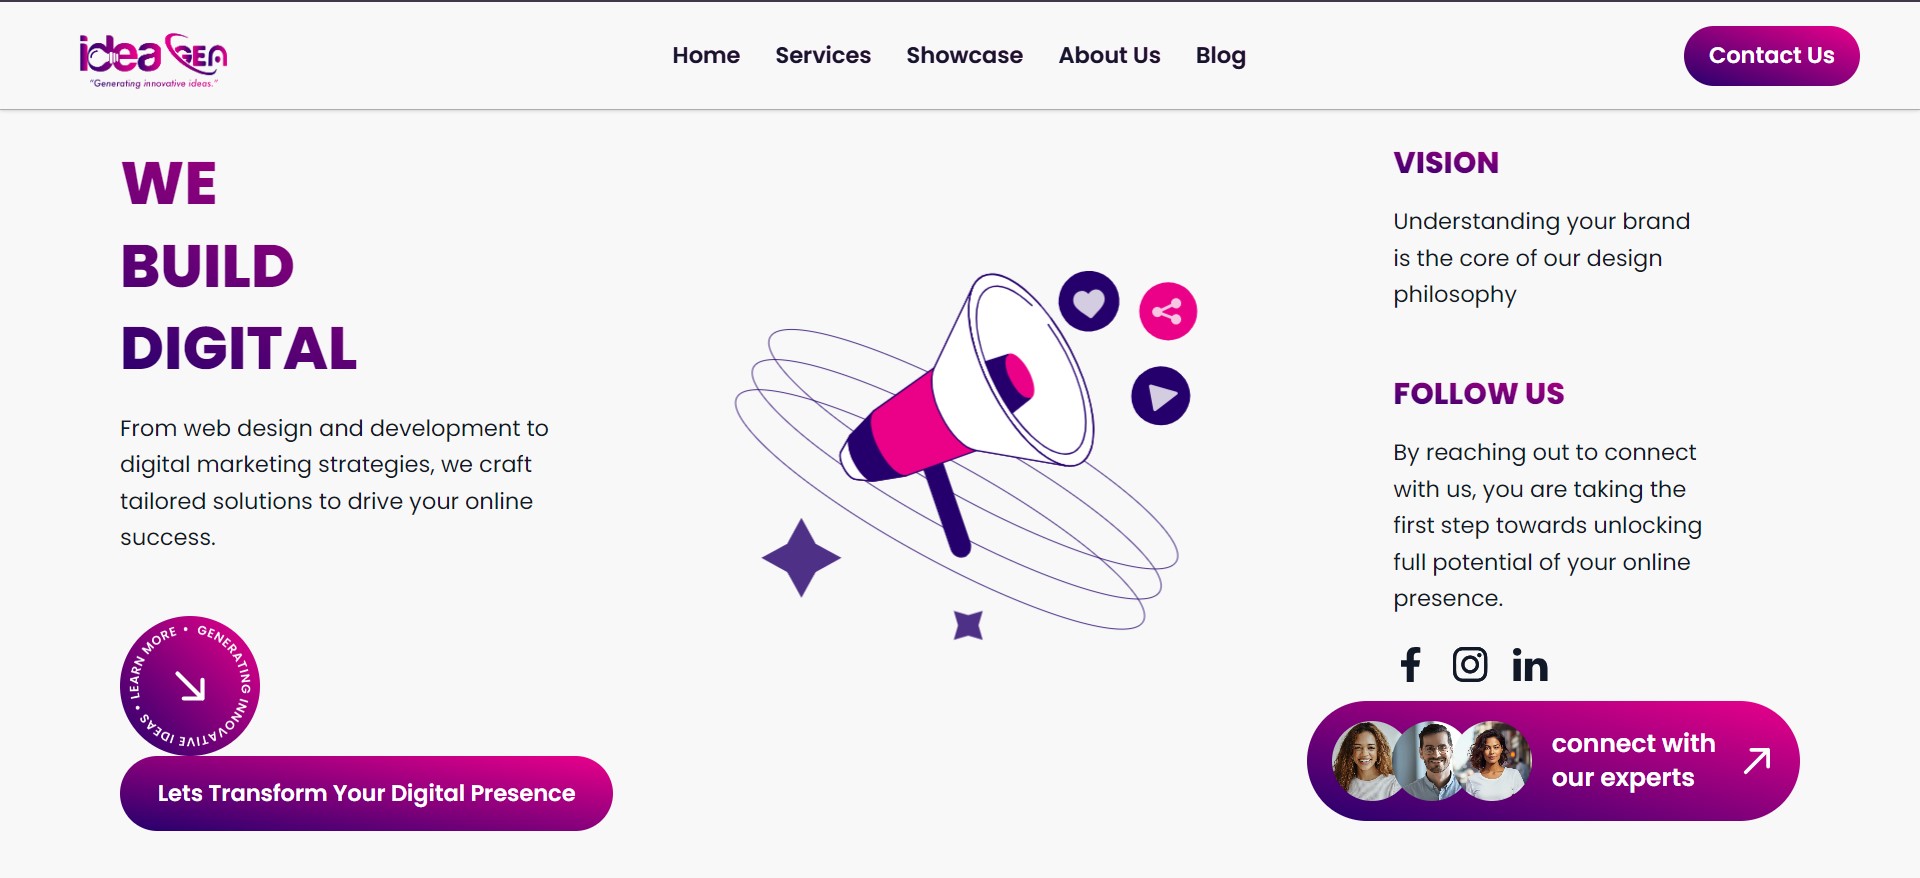 idea GEN
"Generating innovative ideas."
Home
Services
Showcase
About Us
Blog
Contact Us
WE
BUILD
DIGITAL
From web design and development to
digital marketing strategies, we craft
tailored solutions to drive your online
success.
LEARN MORE • GENERATING INNOVATIVE IDEAS •
Lets Transform Your Digital Presence
VISION
Understanding your brand
is the core of our design
philosophy
FOLLOW US
By reaching out to connect
with us, you are taking the
first step towards unlocking
full potential of your online
presence.
connect with
our experts